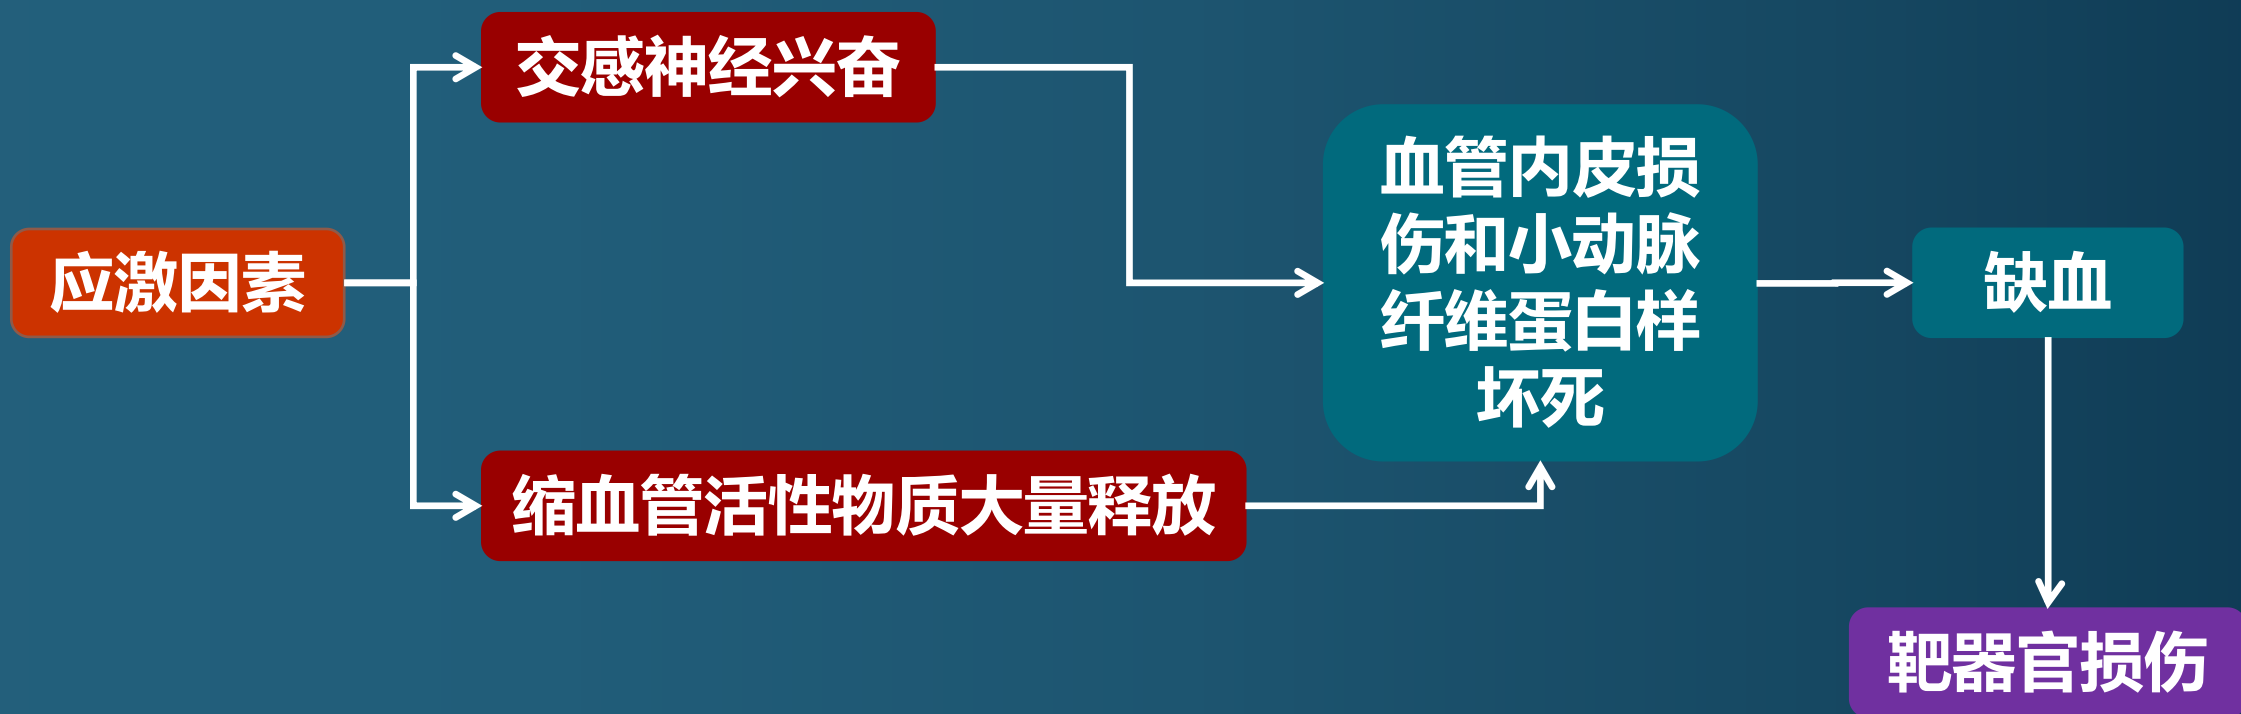 交感神经兴奋
应激因素
缩血管活性物质大量释放
血管内皮损
伤和小动脉
纤维蛋白样
坏死
缺血
靶器官损伤